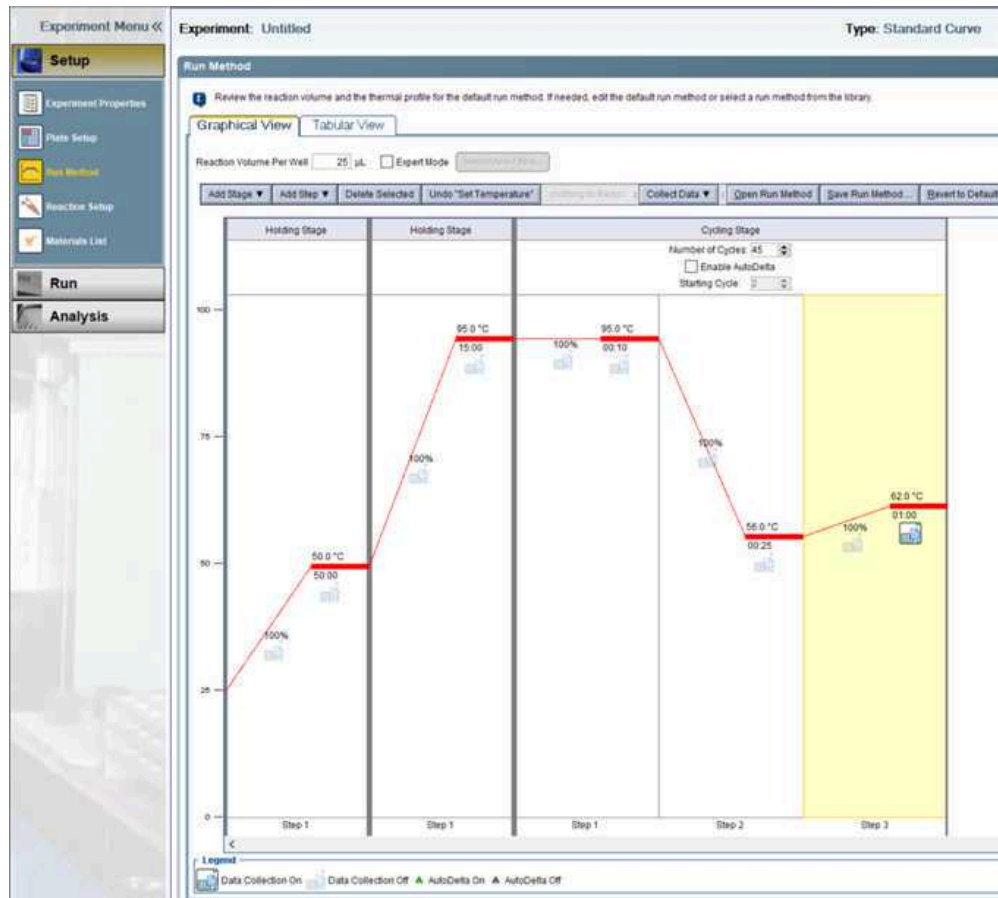 Experiment Menu «
Experiment: Untitled
Type: Standard Curve
Setup
Experiment Properties
Plate Setup
Run Method
Reaction Setup
Materials List
Run
Analysis
Run Method
Review the reaction volume and the thermal profile for the default run method. If needed, edit the default run method or select a run method from the library.
Graphical View
Tabular View
Reaction Volume Per Well 25 µL Expert Mode
Add Stage ▼ Add Step ▼ Delete Selected Undo "Set Temperature" Collect Data ▼ Open Run Method Save Run Method... Revert to Default
Holding Stage Holding Stage Cycling Stage
Number of Cycles: 45
Enable AutoDelta
Starting Cycle:
100
95.0 °C 95.0 °C
15:00 100% 00:10
75
100% 100%
62.0 °C
56.0 °C 100% 01:00
00:25
50
50.0 °C
50:00
100%
25
0
Step 1 Step 1 Step 1 Step 2 Step 3
<
Legend
Data Collection On Data Collection Off AutoDelta On AutoDelta Off